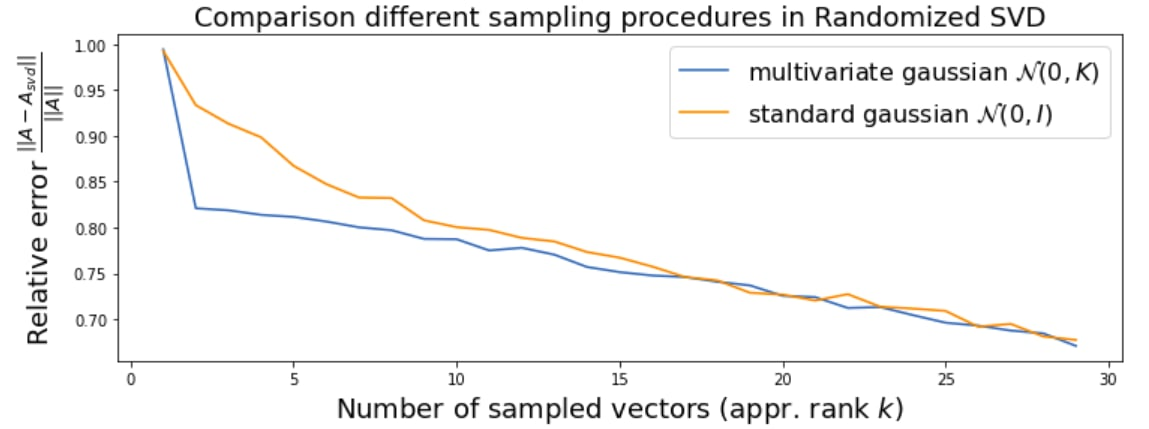 Comparison different sampling procedures in Randomized SVD
Relative error ||A − A_svd|| / ||A||
1.00
0.95
0.90
0.85
0.80
0.75
0.70
multivariate gaussian 𝒩(0, K)
standard gaussian 𝒩(0, I)
0 5 10 15 20 25 30
Number of sampled vectors (appr. rank k)